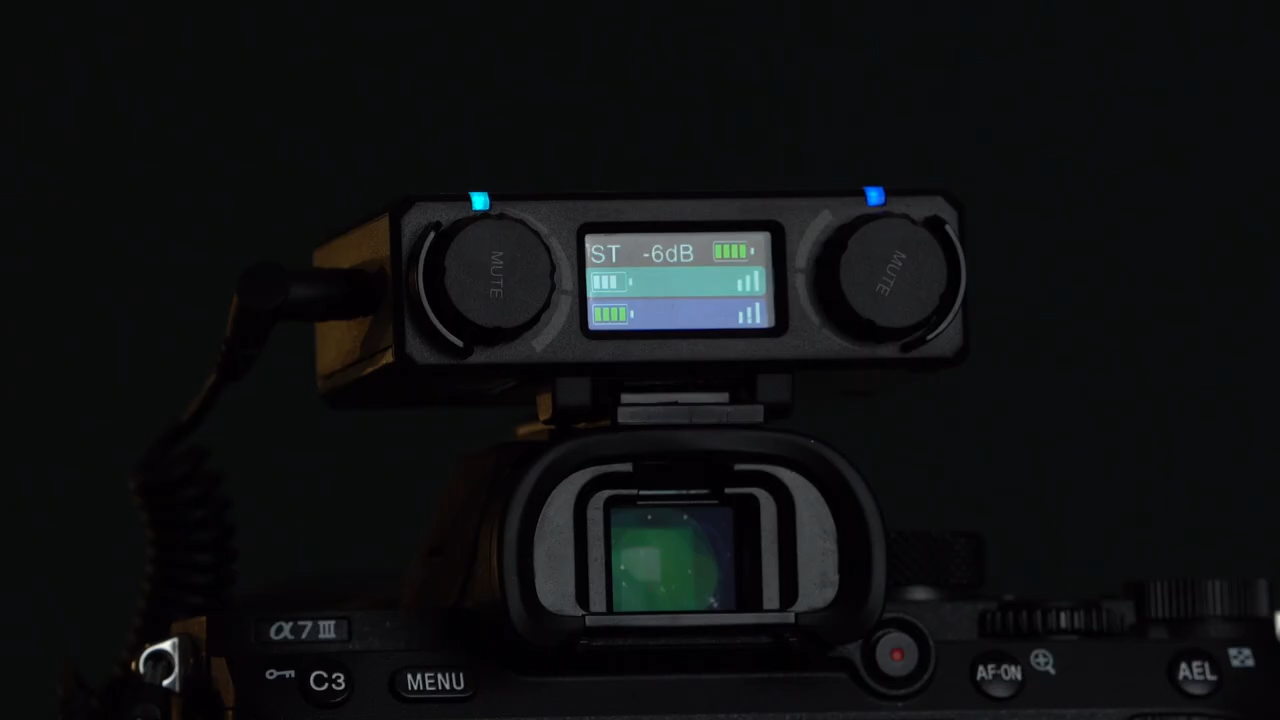 MUTE
ST -6dB
MUTE
α7III
C3
MENU
AF-ON
AEL